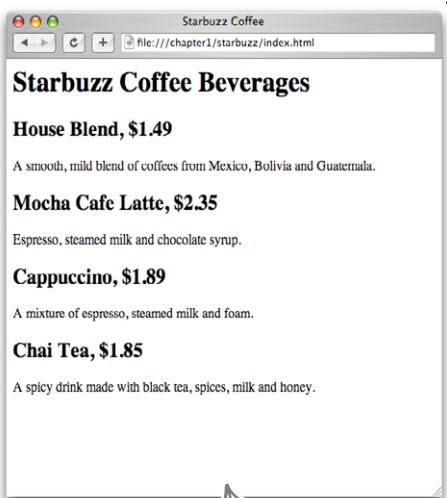 Starbuzz Coffee
file:///chapter1/starbuzz/index.html
Starbuzz Coffee Beverages
House Blend, $1.49
A smooth, mild blend of coffees from Mexico, Bolivia and Guatemala.
Mocha Cafe Latte, $2.35
Espresso, steamed milk and chocolate syrup.
Cappuccino, $1.89
A mixture of espresso, steamed milk and foam.
Chai Tea, $1.85
A spicy drink made with black tea, spices, milk and honey.